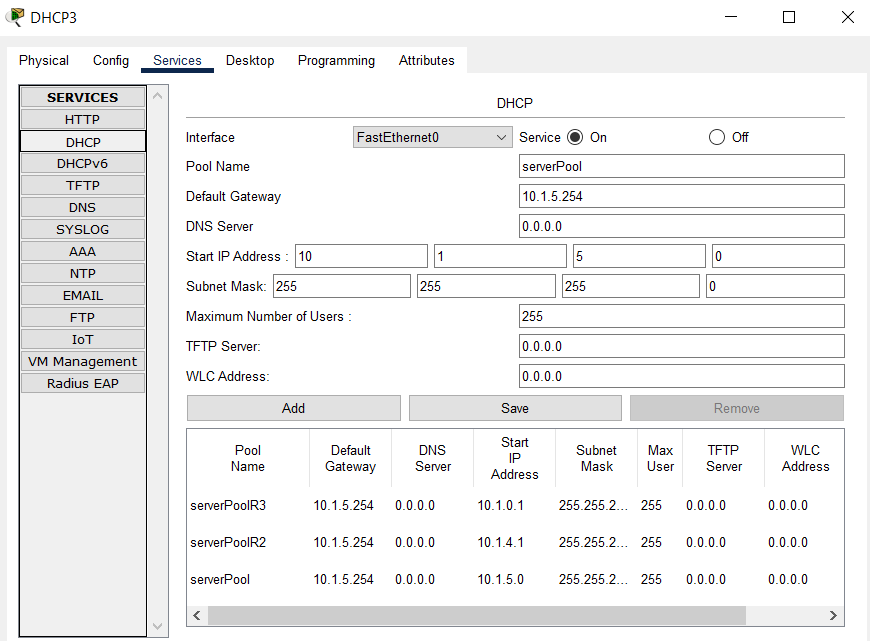 DHCP3
Physical Config Services Desktop Programming Attributes
SERVICES
HTTP
DHCP
DHCPv6
TFTP
DNS
SYSLOG
AAA
NTP
EMAIL
FTP
IoT
VM Management
Radius EAP
DHCP
Interface FastEthernet0 Service On Off
Pool Name serverPool
Default Gateway 10.1.5.254
DNS Server 0.0.0.0
Start IP Address : 10 1 5 0
Subnet Mask: 255 255 255 0
Maximum Number of Users : 255
TFTP Server: 0.0.0.0
WLC Address: 0.0.0.0
Add Save Remove
Pool Name Default Gateway DNS Server Start IP Address Subnet Mask Max User TFTP Server WLC Address
serverPoolR3 10.1.5.254 0.0.0.0 10.1.0.1 255.255.2... 255 0.0.0.0 0.0.0.0
serverPoolR2 10.1.5.254 0.0.0.0 10.1.4.1 255.255.2... 255 0.0.0.0 0.0.0.0
serverPool 10.1.5.254 0.0.0.0 10.1.5.0 255.255.2... 255 0.0.0.0 0.0.0.0